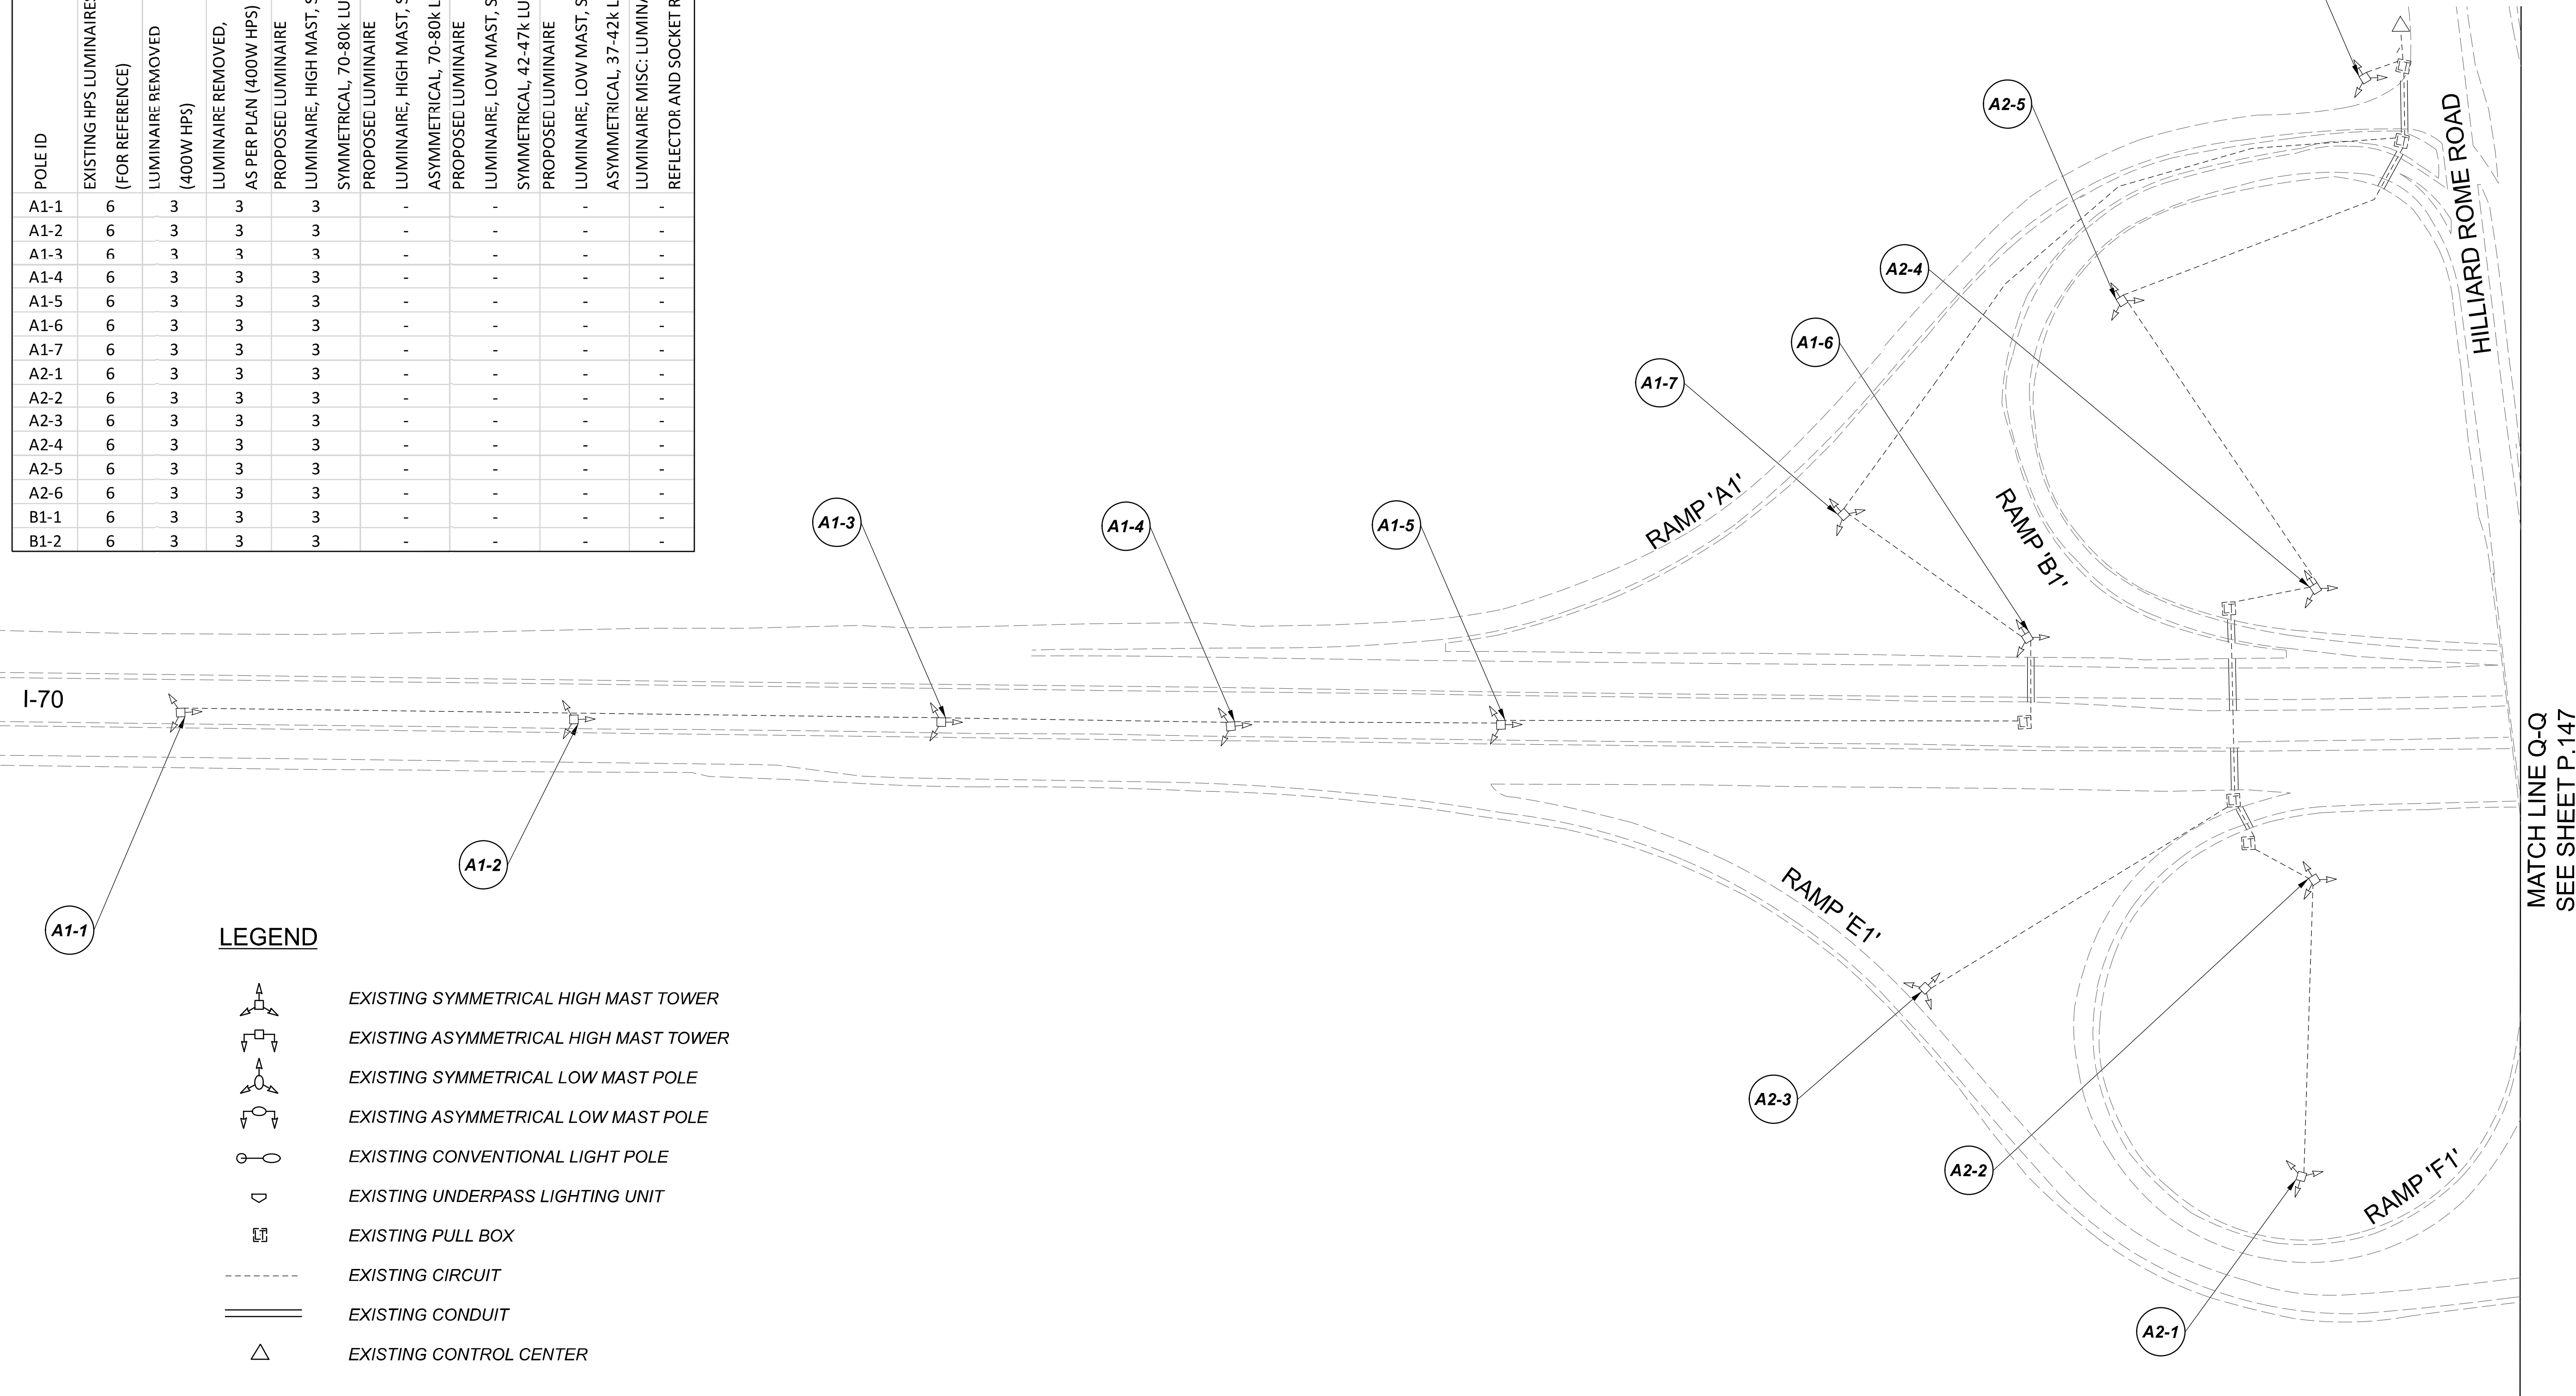 POLE ID
EXISTING HPS LUMINAIRES
(FOR REFERENCE)
LUMINAIRE REMOVED
(400W HPS)
LUMINAIRE REMOVED,
AS PER PLAN (400W HPS)
PROPOSED LUMINAIRE
LUMINAIRE, HIGH MAST,
SYMMETRICAL, 70-80k
PROPOSED LUMINAIRE
LUMINAIRE, HIGH MAST,
ASYMMETRICAL, 70-80k
PROPOSED LUMINAIRE
LUMINAIRE, LOW MAST,
SYMMETRICAL, 42-47k
PROPOSED LUMINAIRE
LUMINAIRE, LOW MAST,
ASYMMETRICAL, 37-42k
LUMINAIRE MISC:
REFLECTOR AND SOCKET
A1-1 6 3 3 3 - - - -
A1-2 6 3 3 3 - - - -
A1-3 6 3 3 3 - - - -
A1-4 6 3 3 3 - - - -
A1-5 6 3 3 3 - - - -
A1-6 6 3 3 3 - - - -
A1-7 6 3 3 3 - - - -
A2-1 6 3 3 3 - - - -
A2-2 6 3 3 3 - - - -
A2-3 6 3 3 3 - - - -
A2-4 6 3 3 3 - - - -
A2-5 6 3 3 3 - - - -
A2-6 6 3 3 3 - - - -
B1-1 6 3 3 3 - - - -
B1-2 6 3 3 3 - - - -
A2-5
HILLIARD ROME ROAD
A2-4
A1-6
A1-7
RAMP 'A1'
RAMP 'B1'
A1-3
A1-4
A1-5
I-70
A1-2
A1-1
MATCH LINE Q-Q
SEE SHEET P.147
RAMP 'E1'
A2-3
A2-2
RAMP 'F1'
A2-1
LEGEND
EXISTING SYMMETRICAL HIGH MAST TOWER
EXISTING ASYMMETRICAL HIGH MAST TOWER
EXISTING SYMMETRICAL LOW MAST POLE
EXISTING ASYMMETRICAL LOW MAST POLE
EXISTING CONVENTIONAL LIGHT POLE
EXISTING UNDERPASS LIGHTING UNIT
EXISTING PULL BOX
EXISTING CIRCUIT
EXISTING CONDUIT
EXISTING CONTROL CENTER